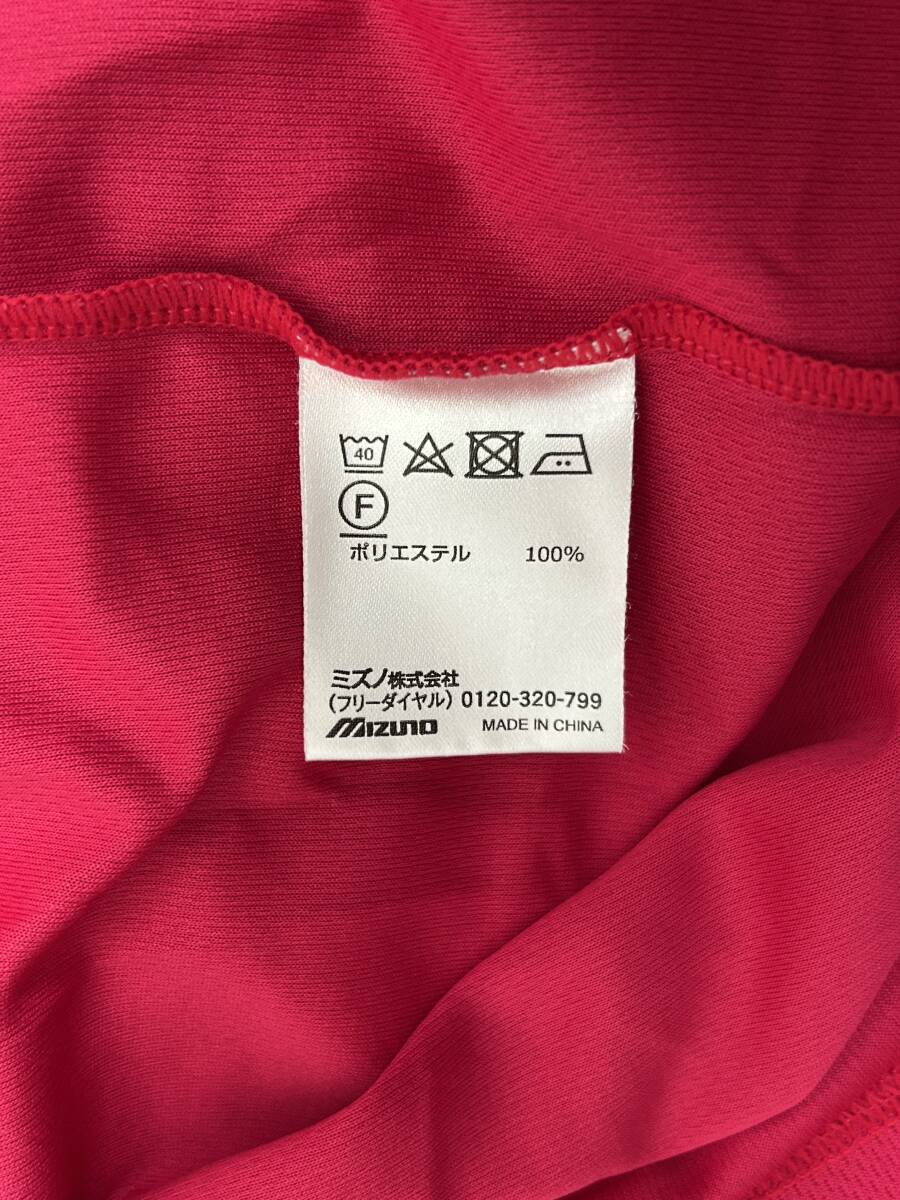 40
F
ポリエステル 100%
ミズノ株式会社
(フリーダイヤル) 0120-320-799
MIZUNO MADE IN CHINA